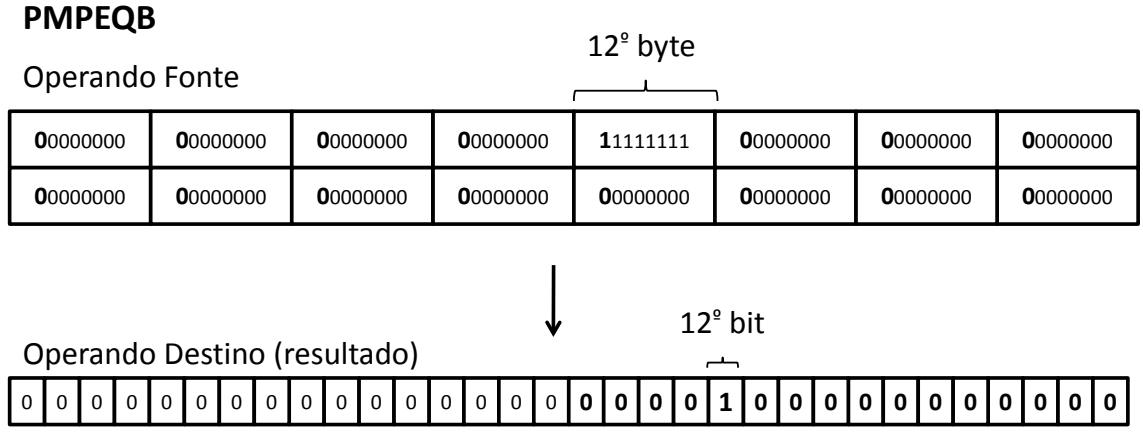 PMPEQB
12º byte
Operando Fonte
00000000 00000000 00000000 00000000 11111111 00000000 00000000 00000000
00000000 00000000 00000000 00000000 00000000 00000000 00000000 00000000
12º bit
Operando Destino (resultado)
0 0 0 0 0 0 0 0 0 0 0 0 0 0 0 0 0 0 0 0 1 0 0 0 0 0 0 0 0 0 0 0